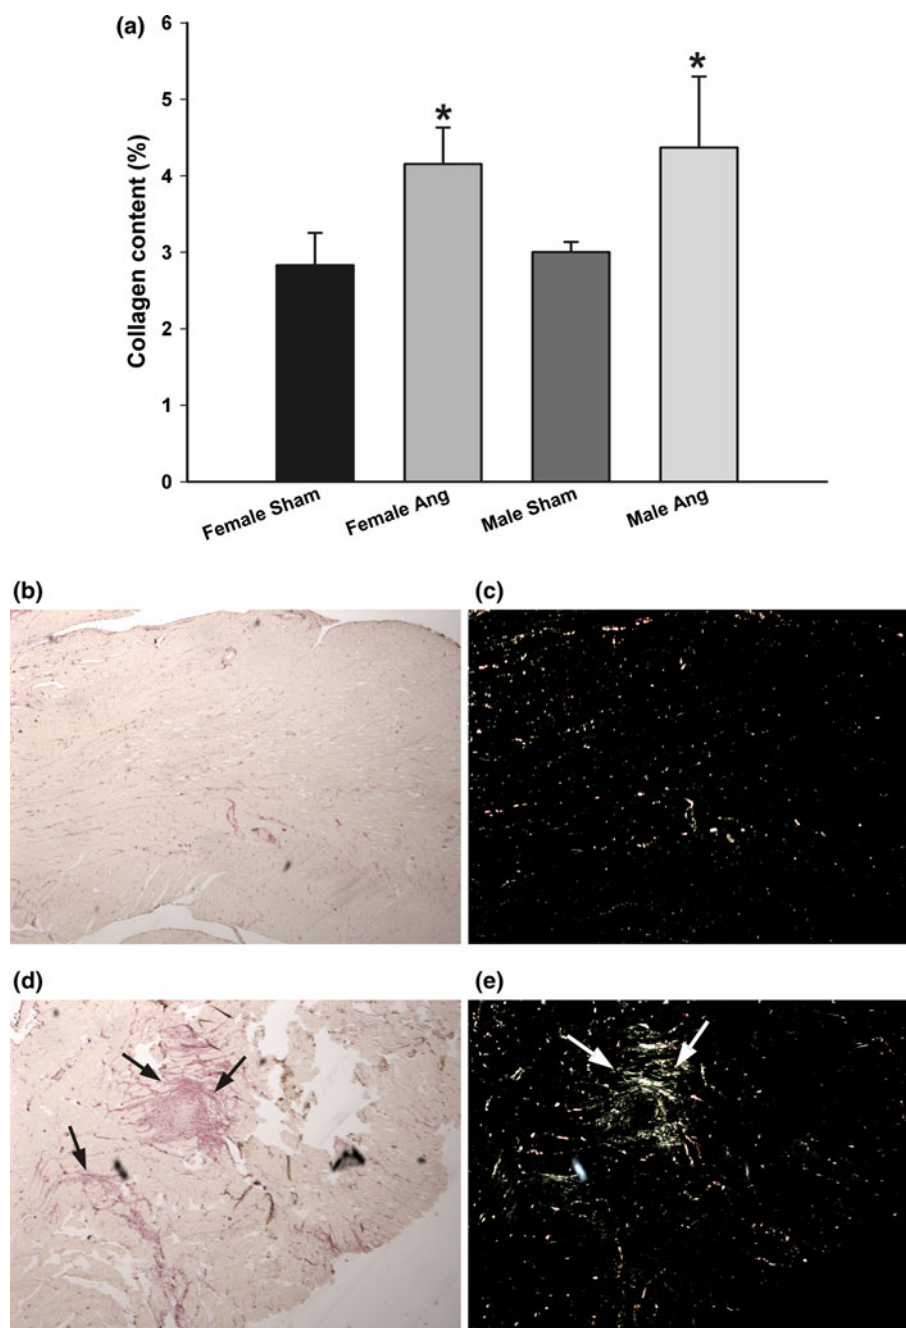 (a)
6
5
4
3
2
1
0
Collagen content (%)
*
*
Female Sham
Female Ang
Male Sham
Male Ang
(b)
(c)
(d)
(e)